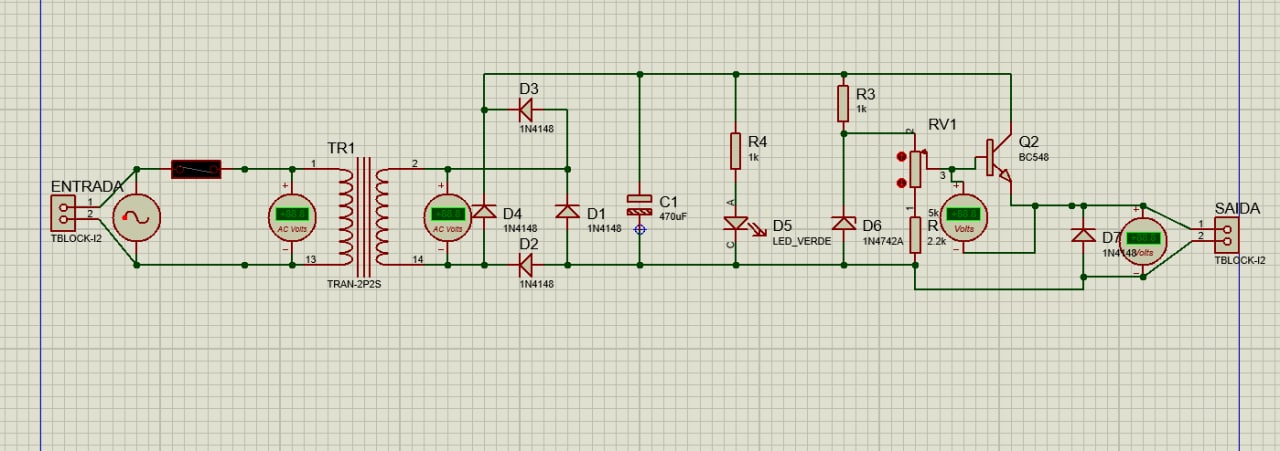 ENTRADA
1
2
TBLOCK-I2
AC Volts
TR1
1
2
13
14
TRAN-2P2S
AC Volts
D3
1N4148
D4
1N4148
D1
1N4148
D2
1N4148
C1
470uF
R4
1k
A
C
D5
LED_VERDE
R3
1k
D6
1N4742A
RV1
2
3
1
5k
R
2.2k
Volts
Q2
BC548
D7
1N4148
Volts
SAIDA
1
2
TBLOCK-I2